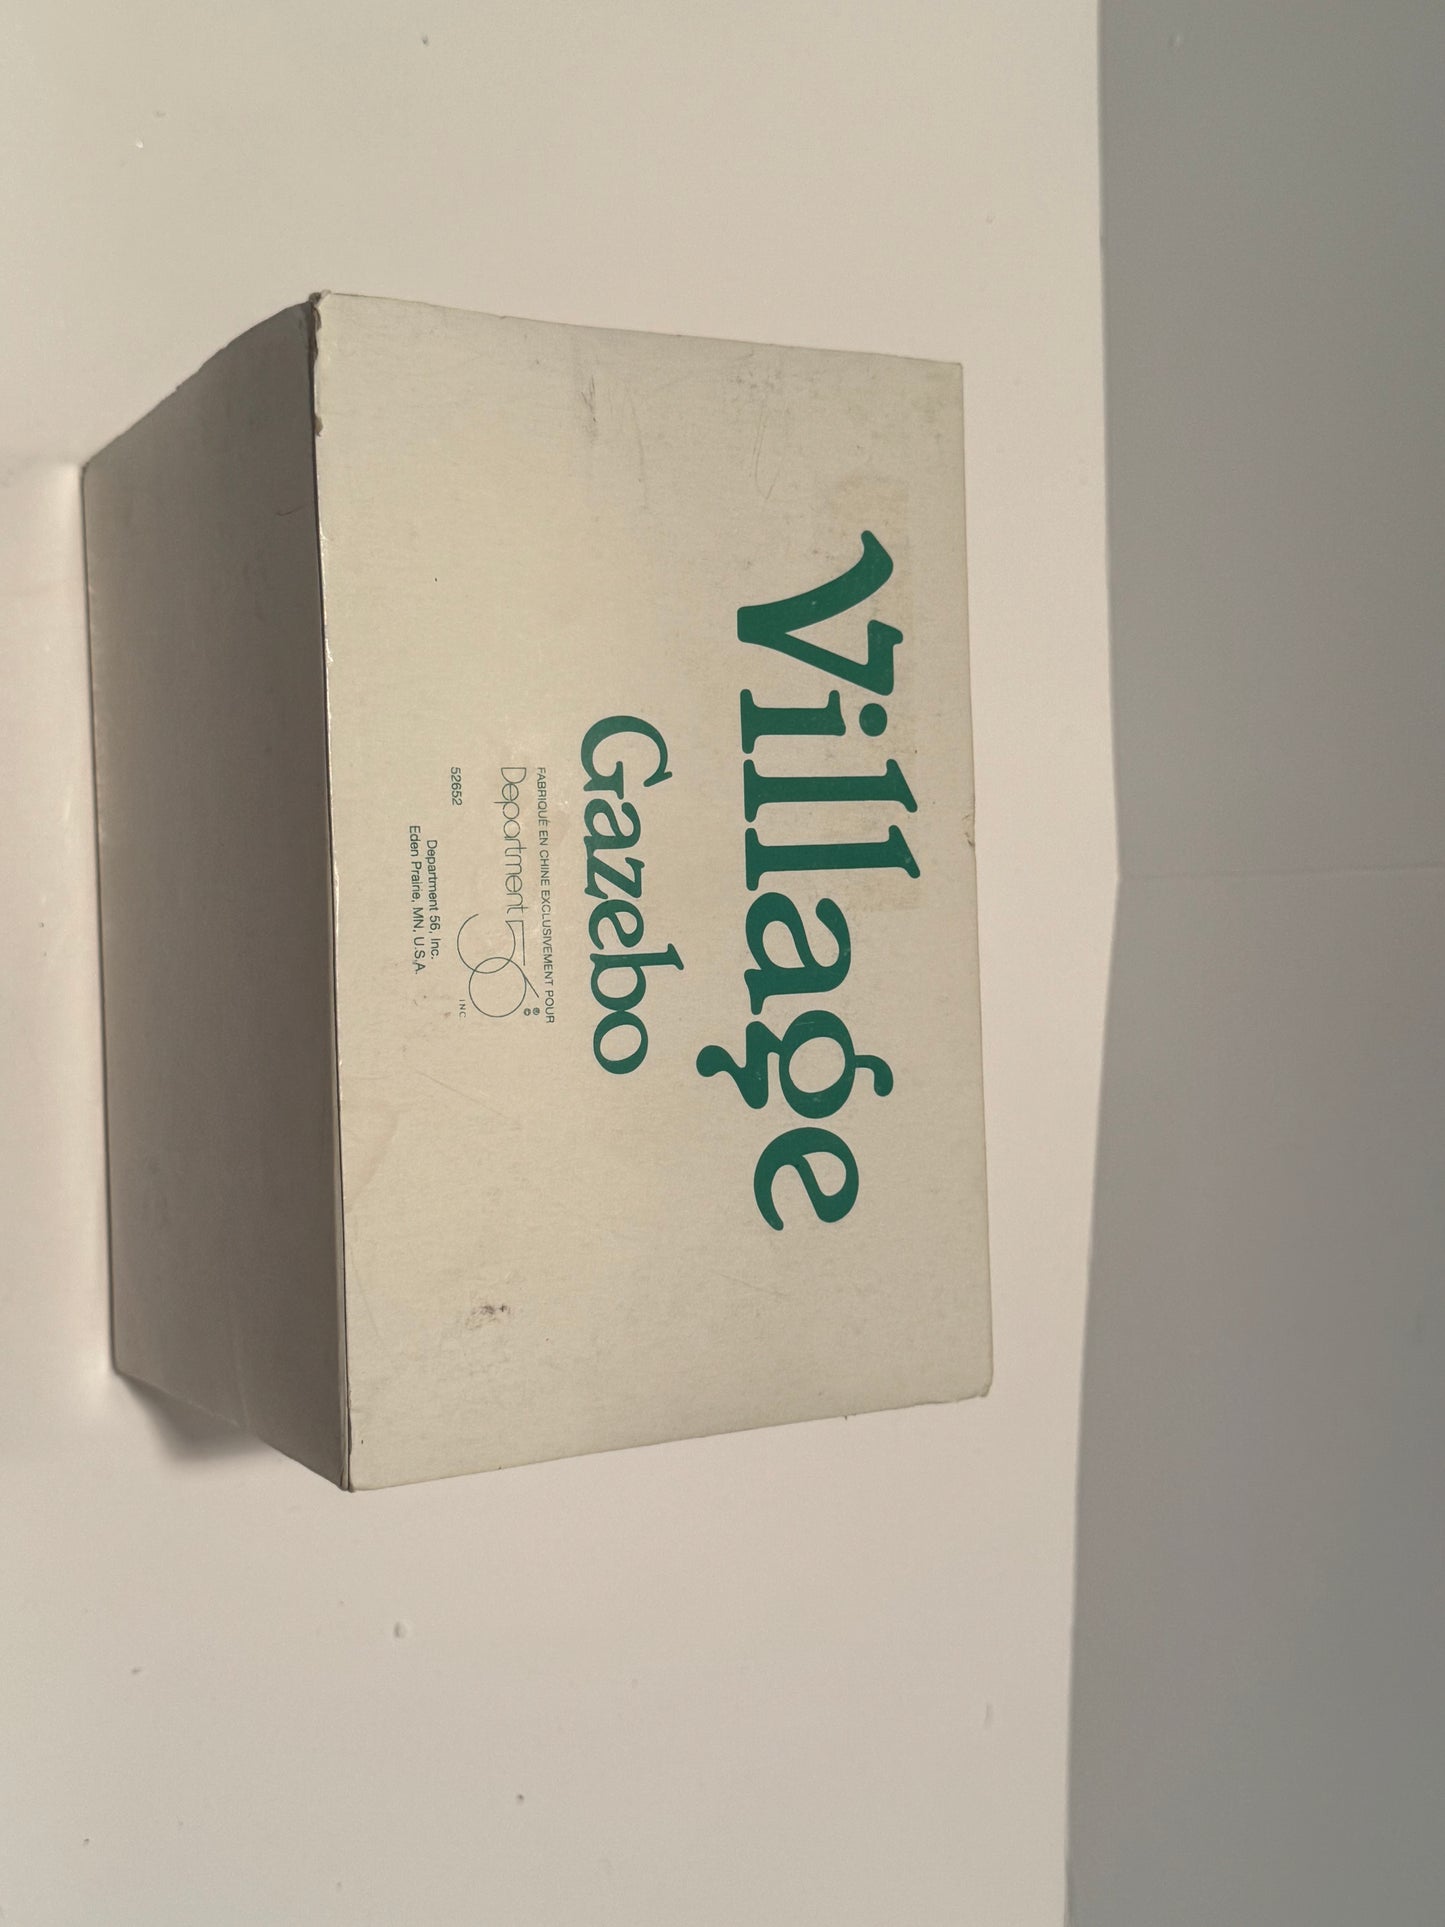 Village
Gazebo
FABRIQUÉ EN CHINE EXCLUSIVEMENT POUR
Department 56 ® ©
INC
52652
Department 56, Inc.
Eden Prairie, MN, U.S.A.